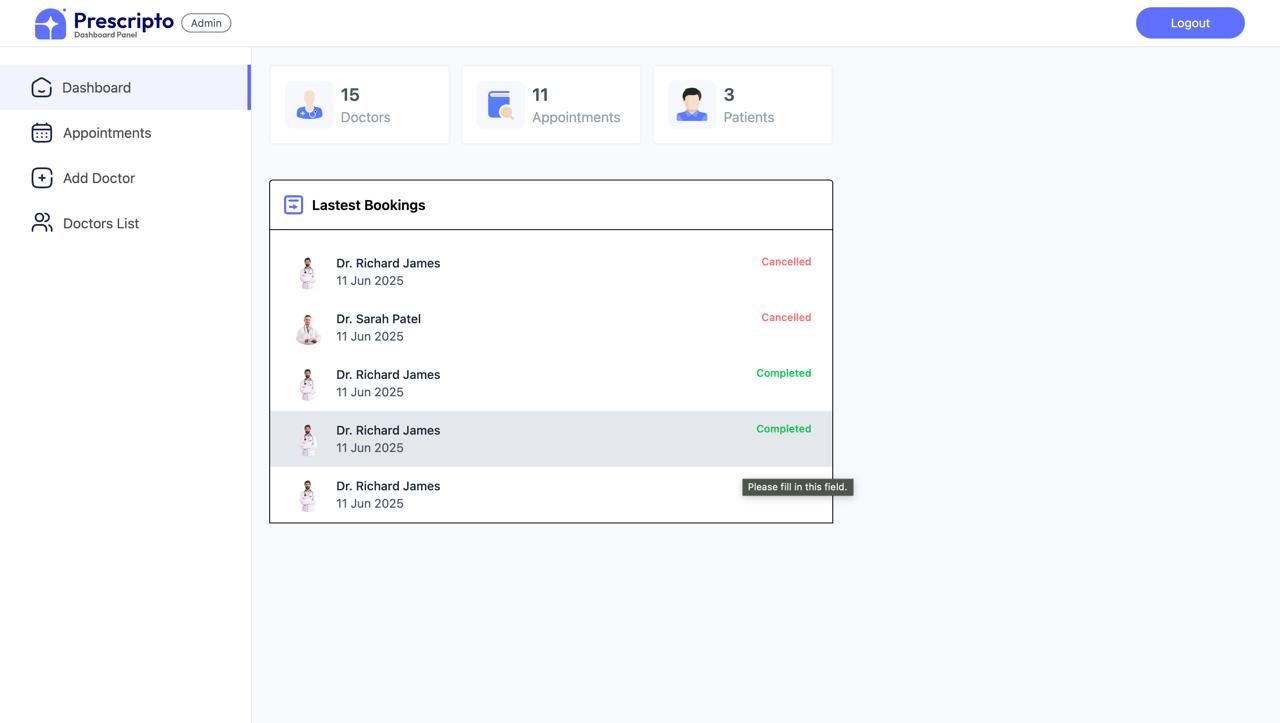 Prescripto
Dashboard Panel
Admin
Logout
Dashboard
Appointments
Add Doctor
Doctors List
15
Doctors
11
Appointments
3
Patients
Lastest Bookings
Dr. Richard James
11 Jun 2025
Cancelled
Dr. Sarah Patel
11 Jun 2025
Cancelled
Dr. Richard James
11 Jun 2025
Completed
Dr. Richard James
11 Jun 2025
Completed
Dr. Richard James
11 Jun 2025
Please fill in this field.